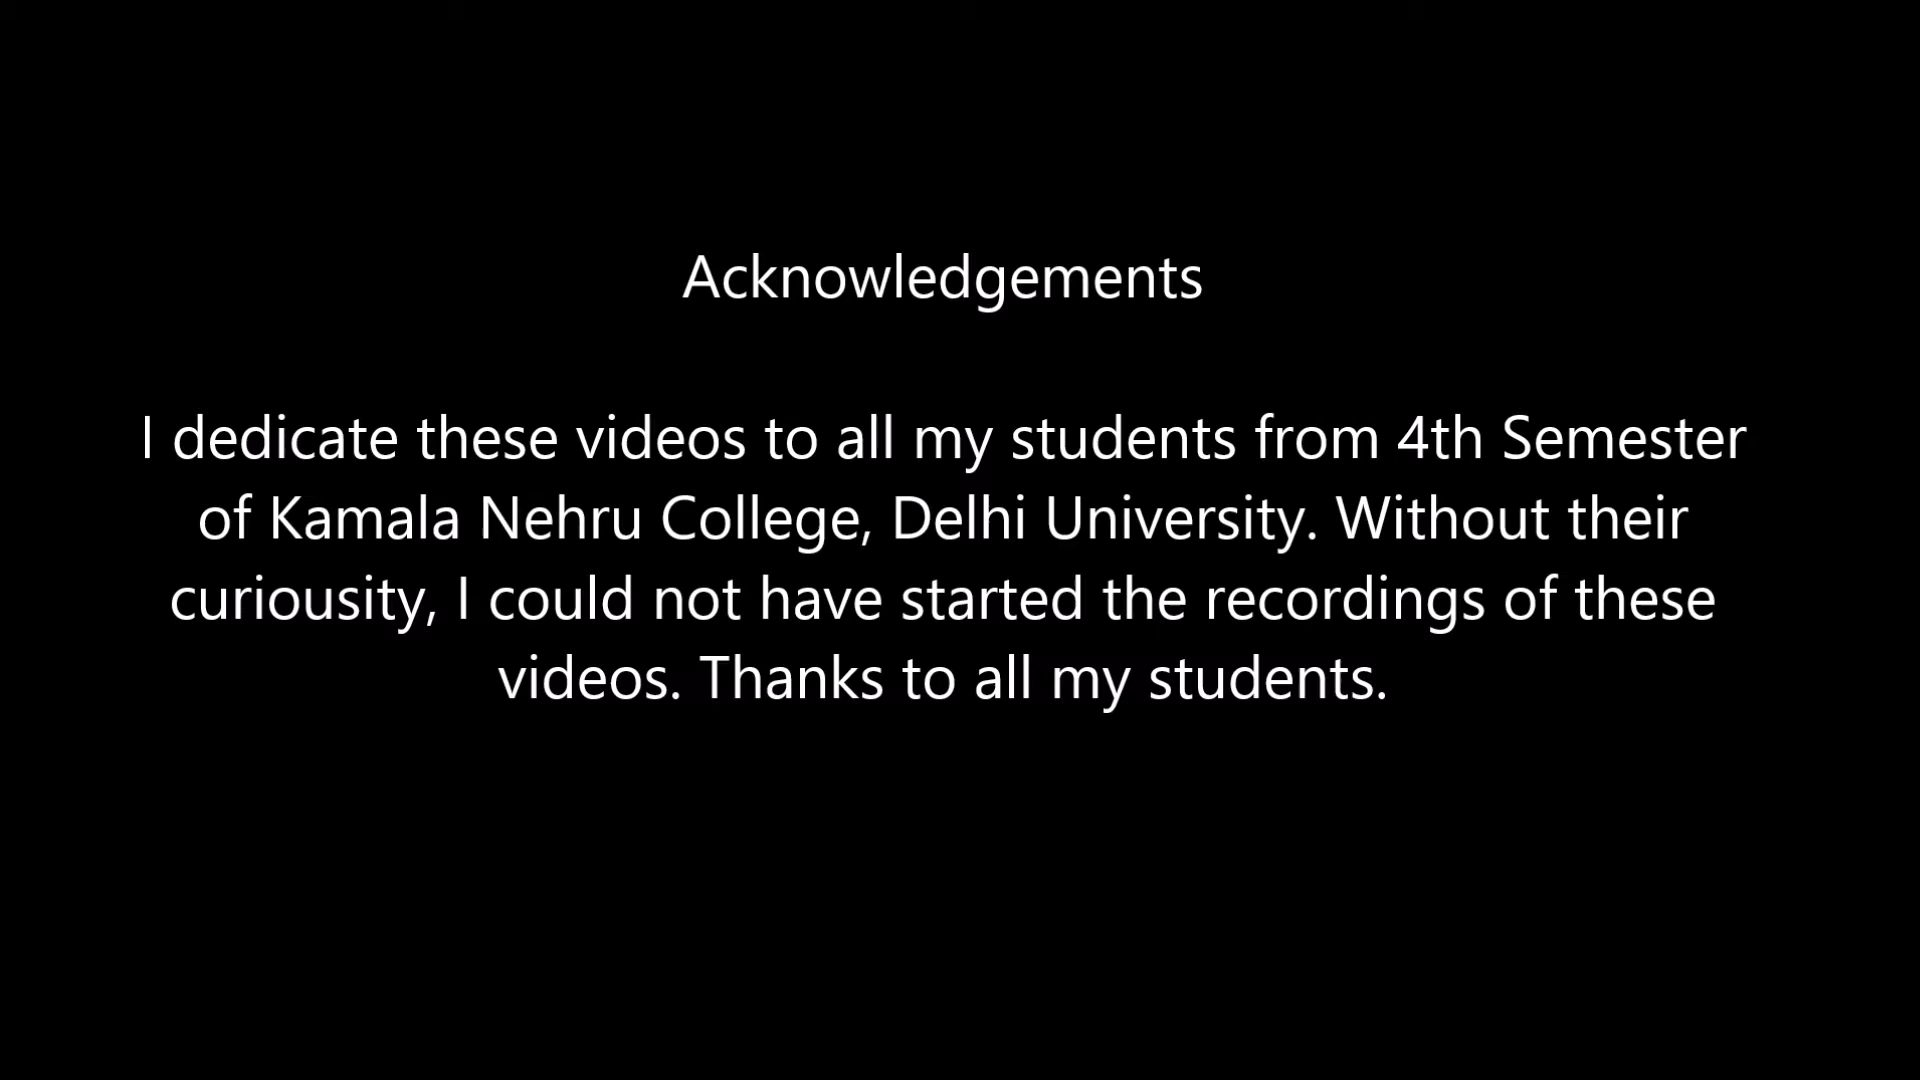 Acknowledgements
I dedicate these videos to all my students from 4th Semester
of Kamala Nehru College, Delhi University. Without their
curiousity, I could not have started the recordings of these
videos. Thanks to all my students.